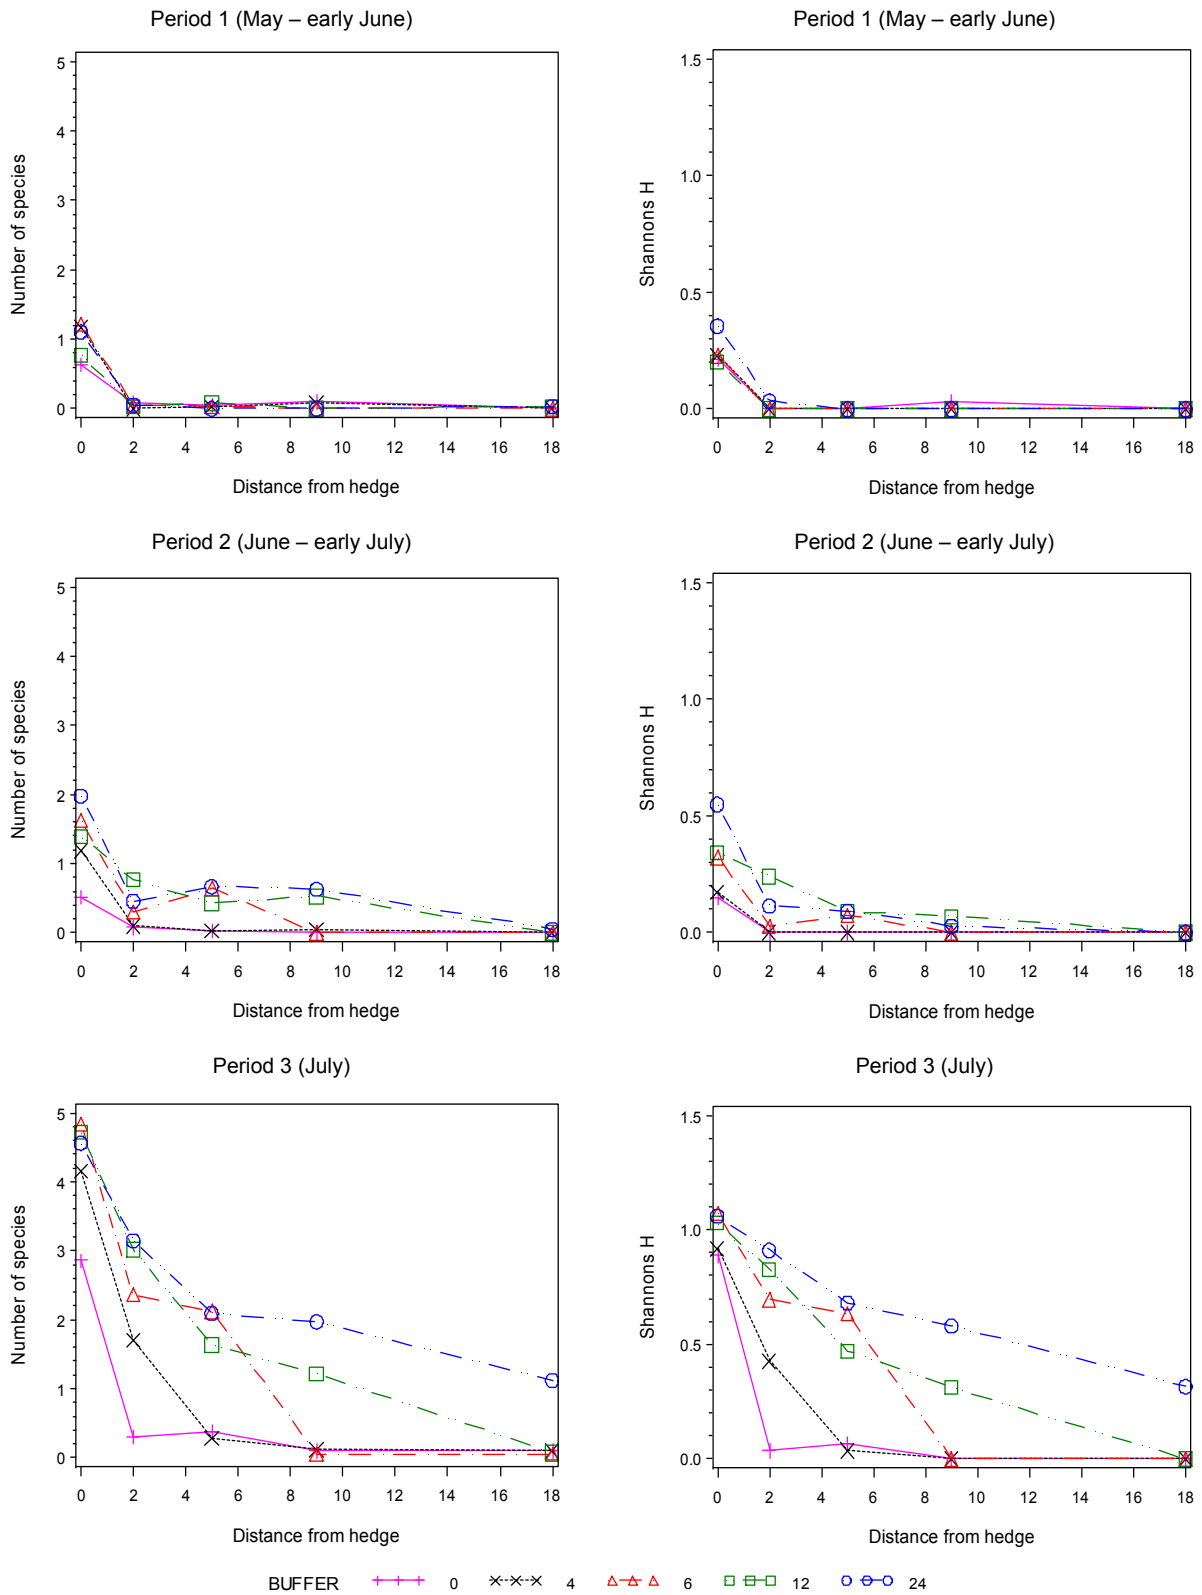 Period 1 (May – early June)
Number of species
5
4
3
2
1
0
0 2 4 6 8 10 12 14 16 18
Distance from hedge
Period 1 (May – early June)
Shannons H
1.5
1.0
0.5
0.0
0 2 4 6 8 10 12 14 16 18
Distance from hedge
Period 2 (June – early July)
Number of species
5
4
3
2
1
0
0 2 4 6 8 10 12 14 16 18
Distance from hedge
Period 2 (June – early July)
Shannons H
1.5
1.0
0.5
0.0
0 2 4 6 8 10 12 14 16 18
Distance from hedge
Period 3 (July)
Number of species
5
4
3
2
1
0
0 2 4 6 8 10 12 14 16 18
Distance from hedge
Period 3 (July)
Shannons H
1.5
1.0
0.5
0.0
0 2 4 6 8 10 12 14 16 18
Distance from hedge
BUFFER 0 4 6 12 24